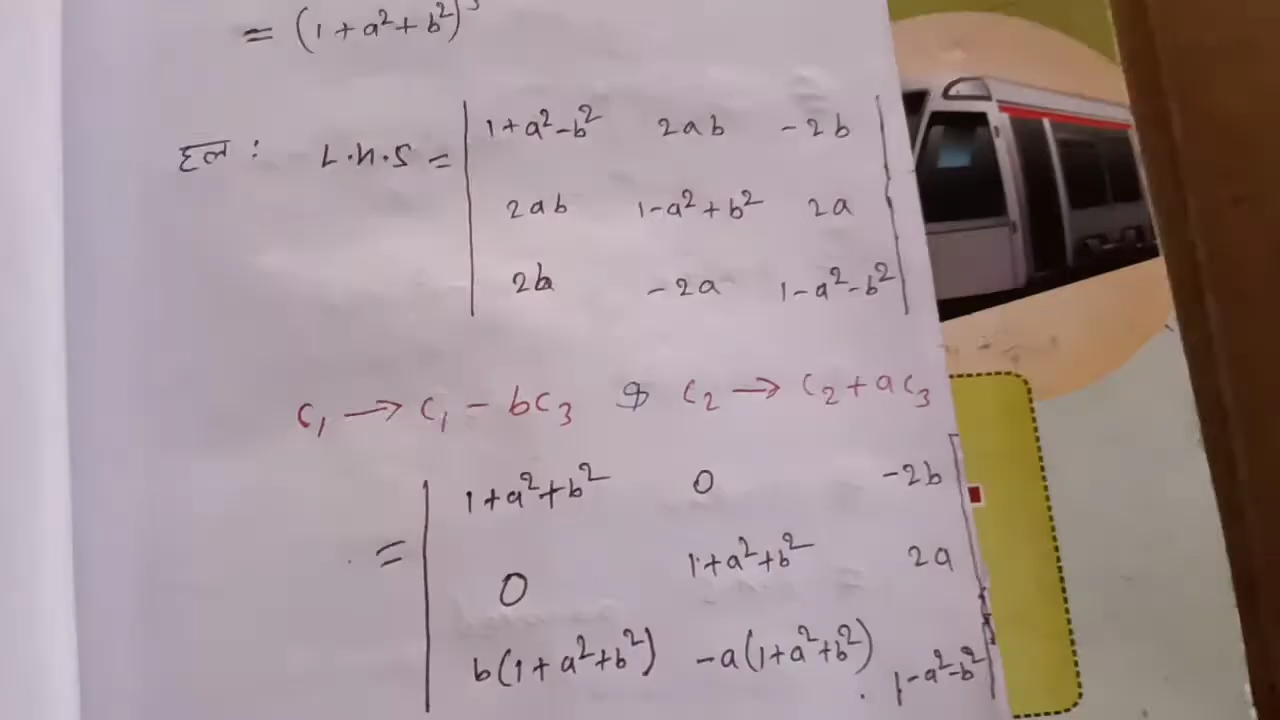 = (1 + a² + b²)³
हल : L.H.S = | 1 + a² - b² 2ab - 2b |
| 2ab 1 - a² + b² 2a |
| 2b - 2a 1 - a² - b² |
C₁ → C₁ - bC₃ & C₂ → C₂ + aC₃
= | 1 + a² + b² 0 - 2b |
| 0 1 + a² + b² 2a |
| b(1 + a² + b²) - a(1 + a² + b²) 1 - a² - b² |